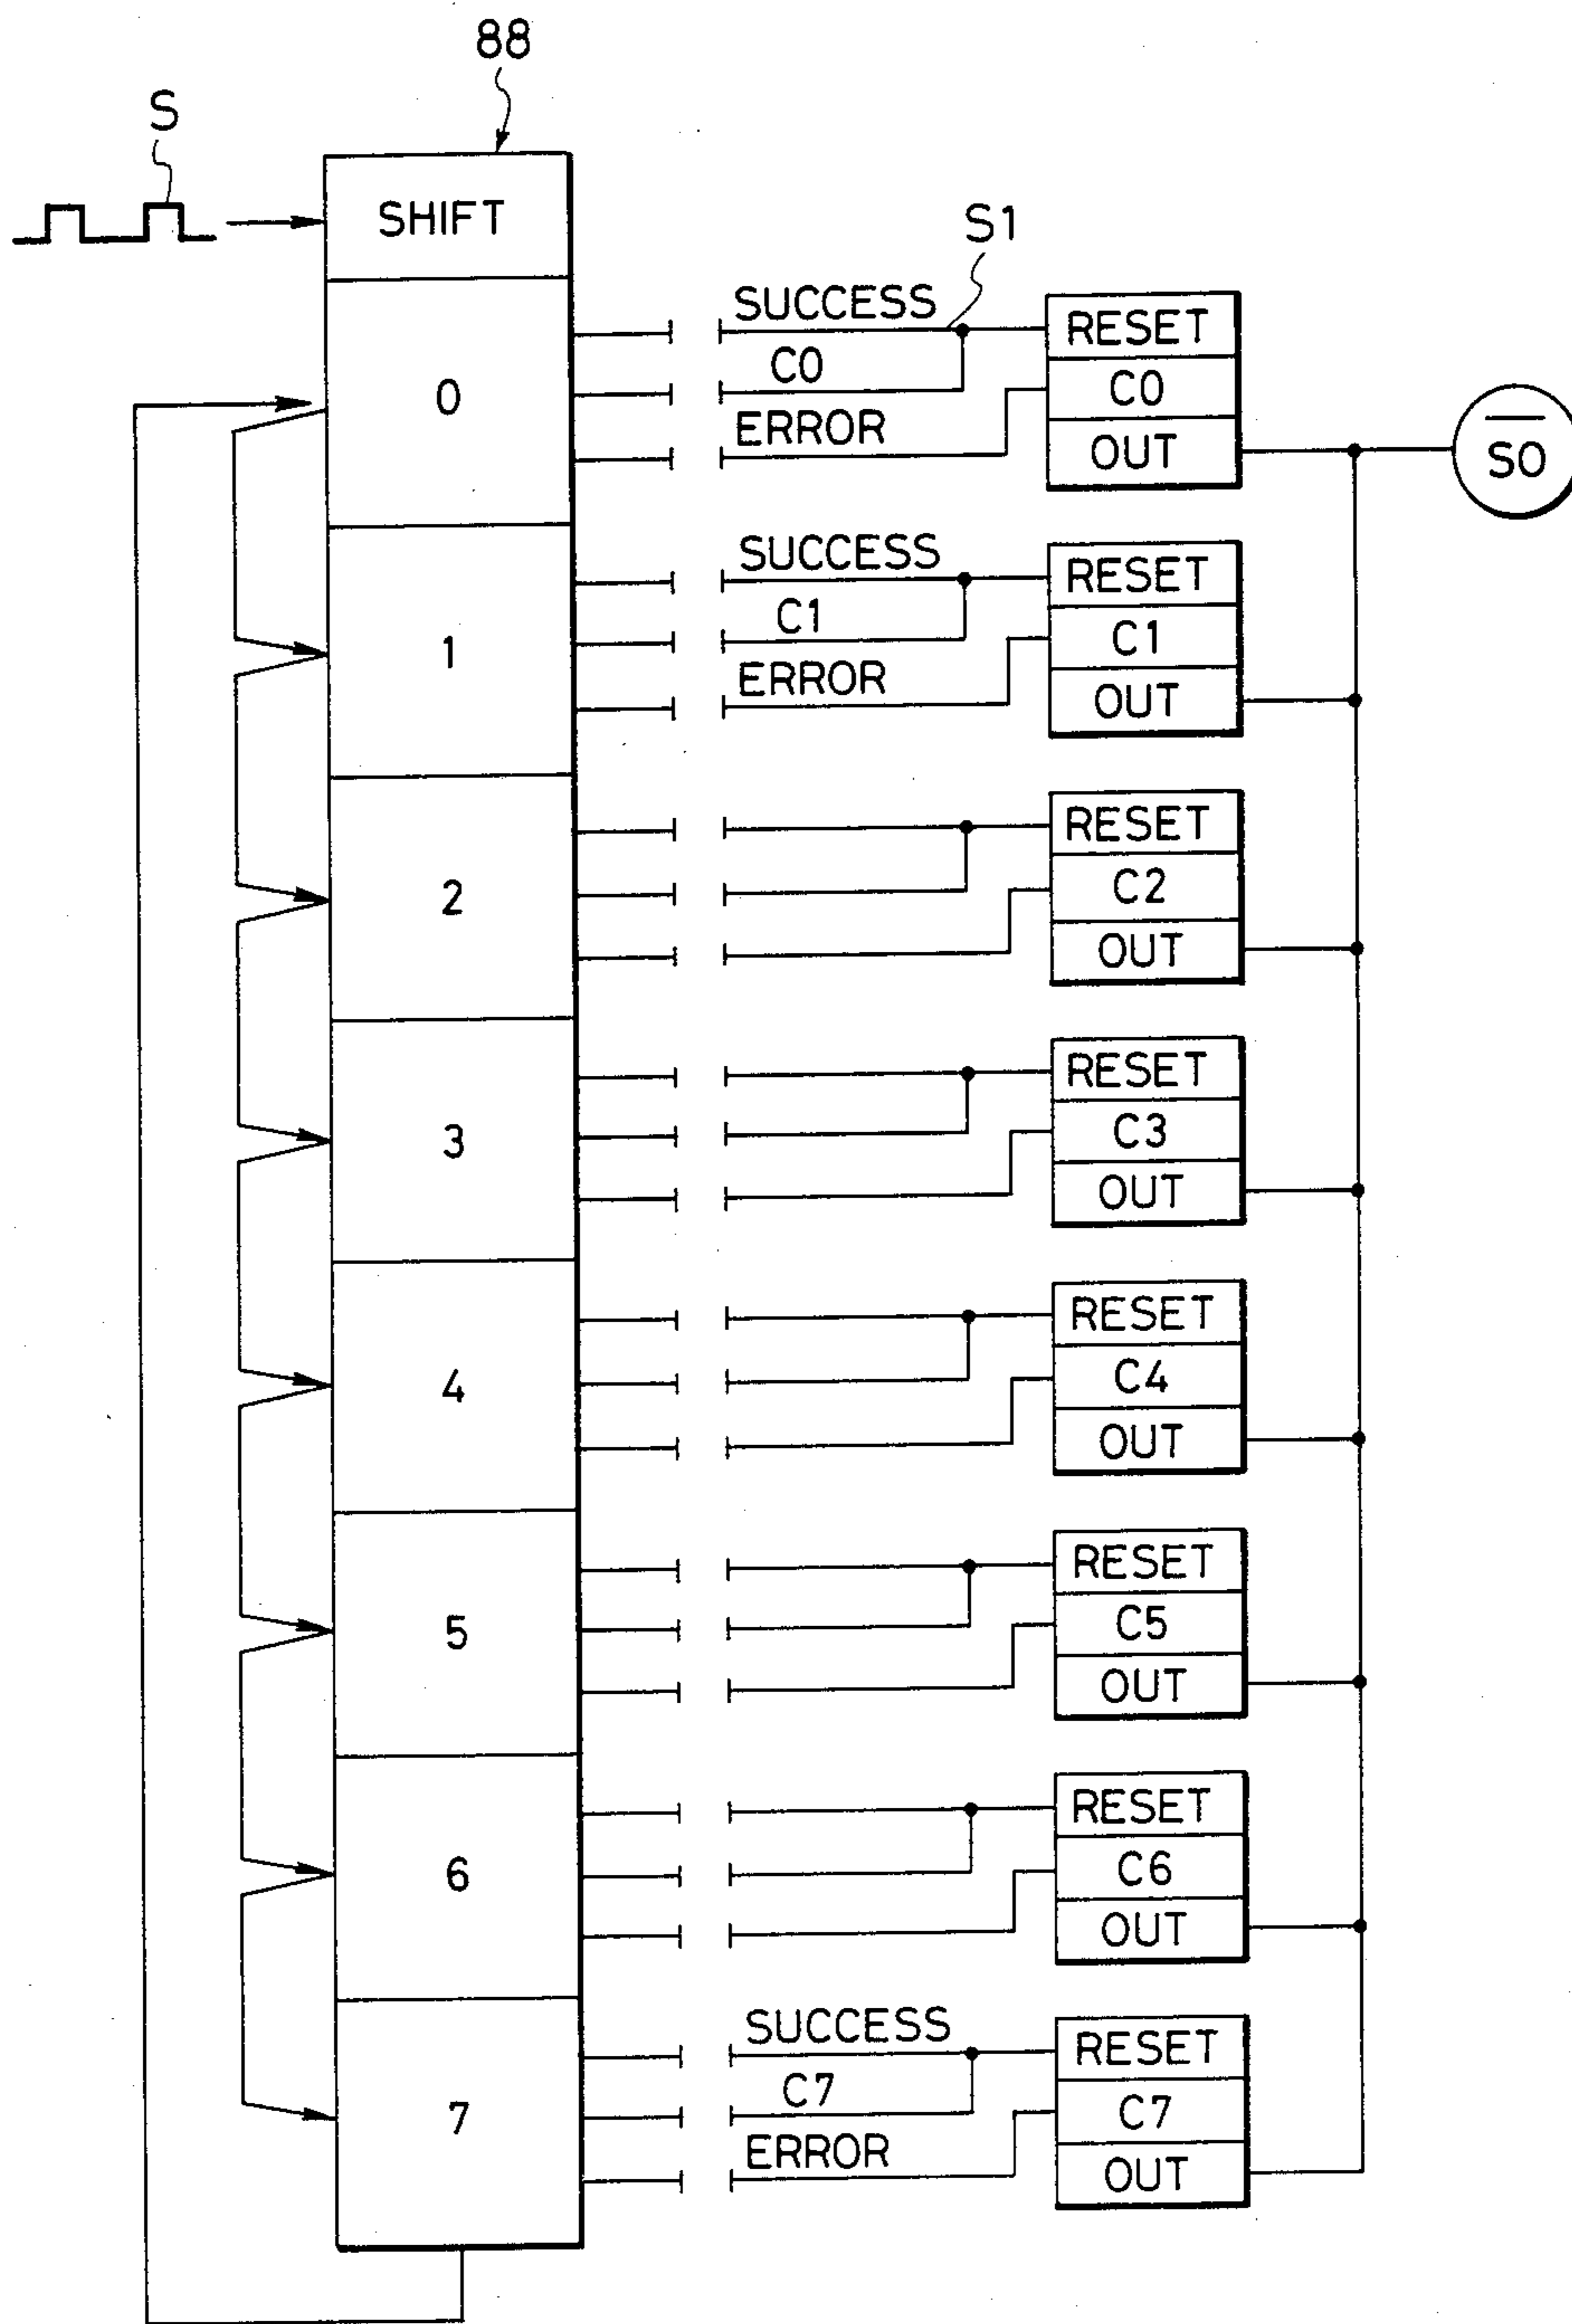 88
S
SHIFT
S1
SUCCESS
RESET
0
C0
C0
ERROR
OUT
S0
SUCCESS
RESET
1
C1
C1
ERROR
OUT
RESET
2
C2
OUT
RESET
3
C3
OUT
RESET
4
C4
OUT
RESET
5
C5
OUT
RESET
6
C6
OUT
SUCCESS
RESET
7
C7
C7
ERROR
OUT